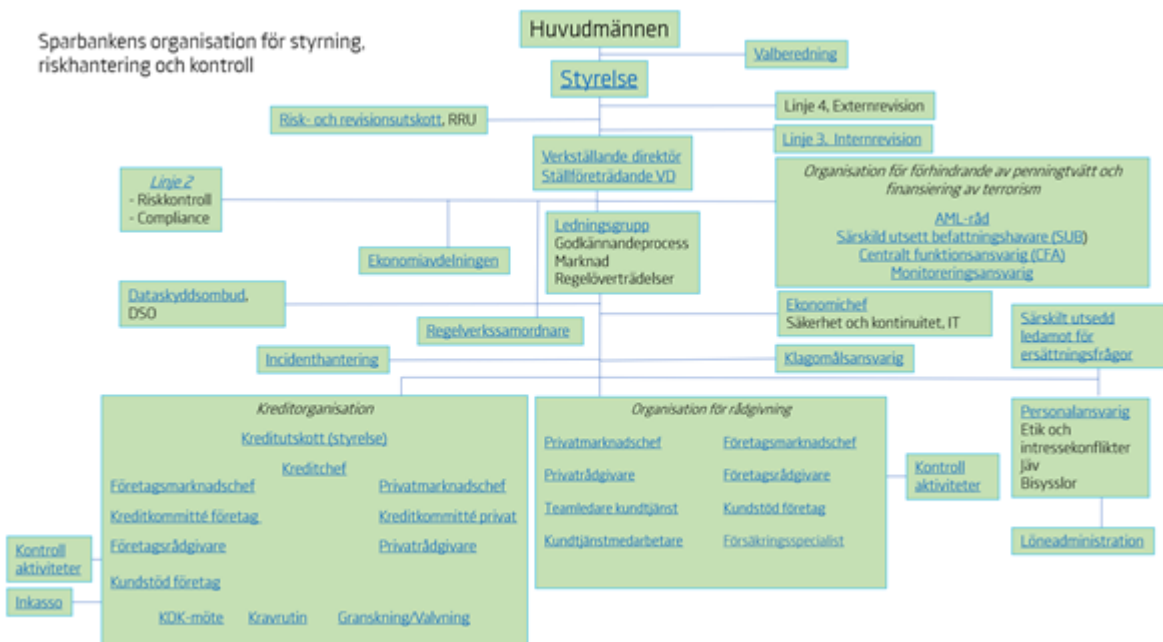 Sparbankens organisation för styrning,
riskhantering och kontroll
Huvudmännen
Valberedning
Styrelse
Linje 4, Externrevision
Risk- och revisionsutskott, RRU
Linje 3, Internrevision
Verkställande direktör
Ställföreträdande VD
Linje 2
- Riskkontroll
- Compliance
Organisation för förhindrande av penningtvätt och
finansiering av terrorism
AML-råd
Särskild utsett befattningshavare (SUB)
Centralt funktionsansvarig (CFA)
Monitoreringsansvarig
Ledningsgrupp
Godkännandeprocess
Marknad
Regelöverträdelser
Ekonomiavdelningen
Dataskyddsombud,
DSO
Regelverkssamordnare
Ekonomichef
Säkerhet och kontinuitet, IT
Särskilt utsedd
ledamot för
ersättningsfrågor
Incidenthantering
Klagomålsansvarig
Kreditorganisation
Kreditutskott (styrelse)
Kreditchef
Företagsmarknadschef
Privatmarknadschef
Kreditkommitté företag
Kreditkommitté privat
Företagsrådgivare
Privatrådgivare
Kundstöd företag
KDK-möte
Kravrutin
Granskning/Valvning
Kontroll
aktiviteter
Inkasso
Organisation för rådgivning
Privatmarknadschef
Företagsmarknadschef
Privatrådgivare
Företagsrådgivare
Teamledare kundtjänst
Kundstöd företag
Kundtjänstmedarbetare
Försäkringsspecialist
Kontroll
aktiviteter
Personalansvarig
Etik och
intressekonflikter
Jäv
Bisysslor
Löneadministration